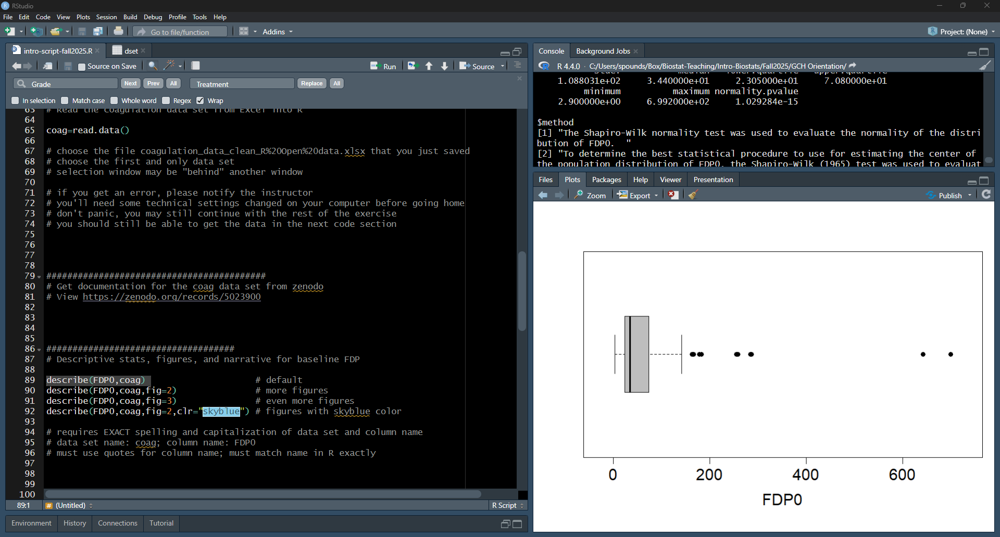 RStudio
File Edit Code View Plots Session Build Debug Profile Tools Help
Go to file/function Addins Project: (None)
intro-script-fall2025.R dset
Source on Save Run Source
Grade Next Prev All Treatment Replace All
In selection Match case Whole word Regex Wrap
63 # Read the coagulation data set from Excel into R
64
65 coag=read.data()
66
67 # choose the file coagulation_data_clean_R%20Open%20data.xlsx that you just saved
68 # choose the first and only data set
69 # selection window may be "behind" another window
70
71 # if you get an error, please notify the instructor
72 # you'll need some technical settings changed on your computer before going home
73 # don't panic, you may still continue with the rest of the exercise
74 # you should still be able to get the data in the next code section
75
76
77
78
79 ##########################################
80 # Get documentation for the coag data set from zenodo
81 # View https://zenodo.org/records/5023900
82
83
84
85
86 ####################################
87 # Descriptive stats, figures, and narrative for baseline FDP
88
89 describe(FDP0,coag) # default
90 describe(FDP0,coag,fig=2) # more figures
91 describe(FDP0,coag,fig=3) # even more figures
92 describe(FDP0,coag,fig=2,clr="skyblue") # figures with skyblue color
93
94 # requires EXACT spelling and capitalization of data set and column name
95 # data set name: coag; column name: FDP0
96 # must use quotes for column name; must match name in R exactly
97
98
99
100
89:1 # (Untitled) R Script
Environment History Connections Tutorial
Console Background Jobs
R 4.4.0 · C:/Users/spounds/Box/Biostat-Teaching/Intro-Biostats/Fall2025/GCH Orientation/
stdev. median lower.quartile upper.quartile
1.088031e+02 3.440000e+01 2.305000e+01 7.080000e+01
minimum maximum normality.pvalue
2.900000e+00 6.992000e+02 1.029284e-15
$method
[1] "The Shapiro-Wilk normality test was used to evaluate the normality of the distri
bution of FDP0. "
[2] "To determine the best statistical procedure to use for estimating the center of
the population distribution of FDP0, the Shapiro-Wilk (1965) test was used to evaluat
Files Plots Packages Help Viewer Presentation
Zoom Export Publish
0 200 400 600
FDP0